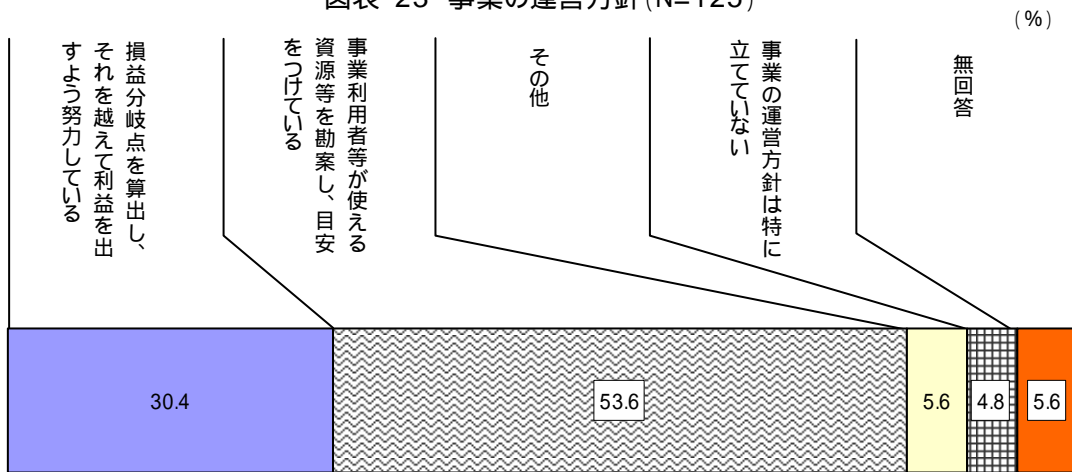 図表 23 事業の運営方針(N=125)
(%)
損益分岐点を算出し、
それを越えて利益を出
すよう努力している
事業利用者等が使える
資源等を勘案し、目安
をつけている
その他
事業の運営方針は特に
立てていない
無回答
30.4
53.6
5.6
4.8
5.6